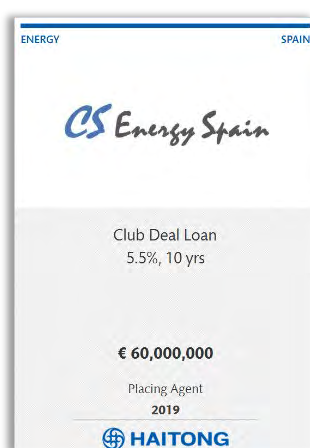 ENERGY SPAIN
CS Energy Spain
Club Deal Loan
5.5%, 10 yrs
€ 60,000,000
Placing Agent
2019
HAITONG